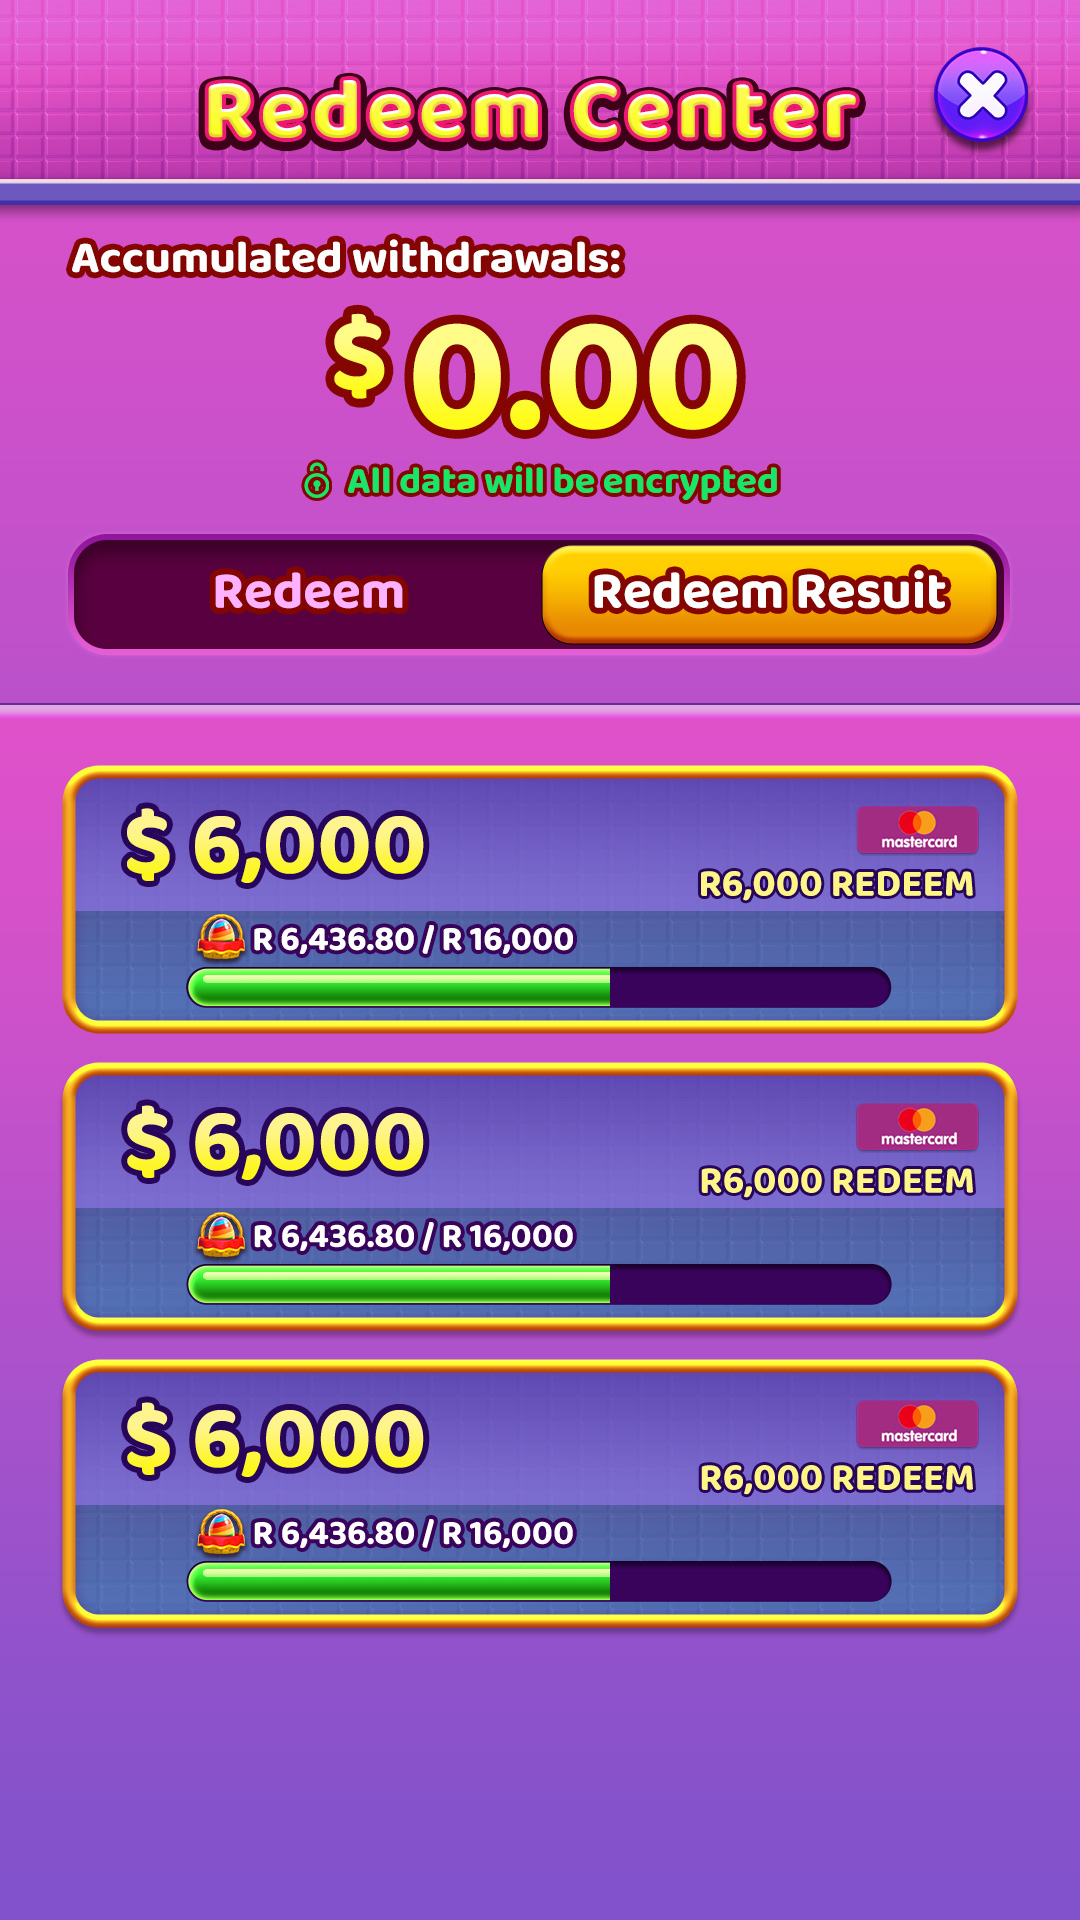 Redeem Center
Accumulated withdrawals:
$0.00
All data will be encrypted
Redeem
Redeem Resuit
$ 6,000
mastercard
R6,000 REDEEM
R 6,436.80 / R 16,000
$ 6,000
mastercard
R6,000 REDEEM
R 6,436.80 / R 16,000
$ 6,000
mastercard
R6,000 REDEEM
R 6,436.80 / R 16,000